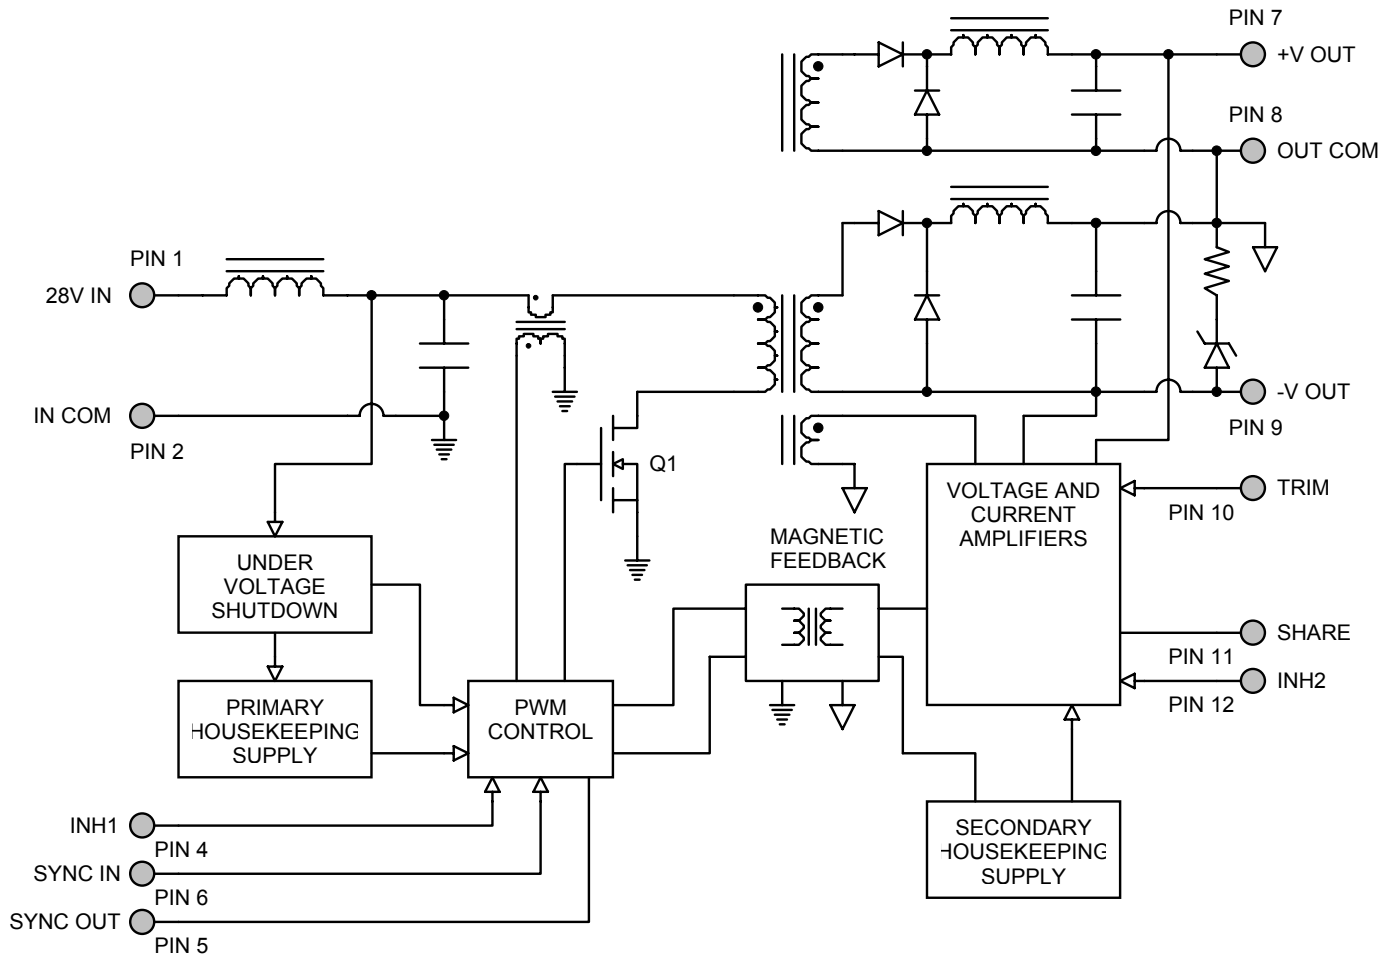 PIN 7
+V OUT
PIN 8
OUT COM
PIN 1
28V IN
IN COM
PIN 2
-V OUT
PIN 9
Q1
VOLTAGE AND
CURRENT
AMPLIFIERS
TRIM
PIN 10
MAGNETIC
FEEDBACK
UNDER
VOLTAGE
SHUTDOWN
SHARE
PIN 11
INH2
PIN 12
PRIMARY
HOUSEKEEPING
SUPPLY
PWM
CONTROL
INH1
PIN 4
SYNC IN
PIN 6
SYNC OUT
PIN 5
SECONDARY
HOUSEKEEPING
SUPPLY